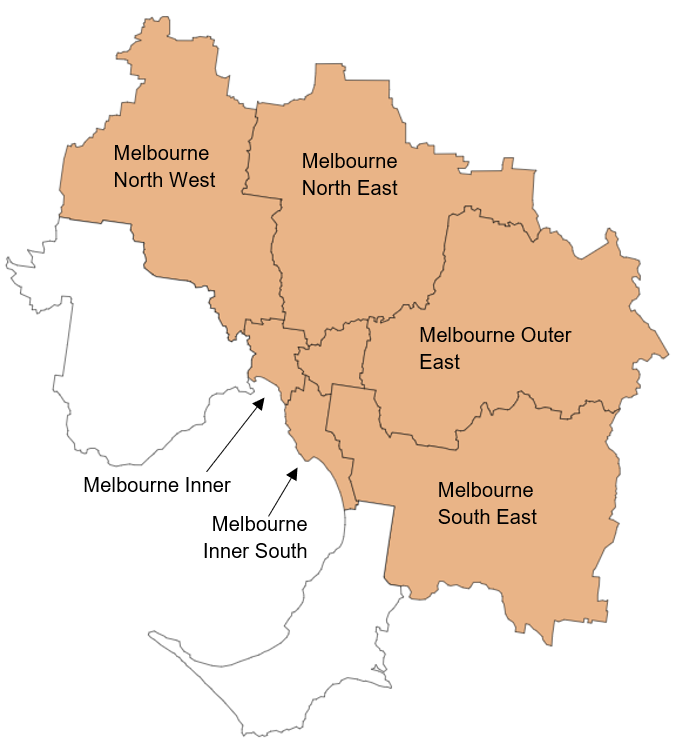 Melbourne
North West
Melbourne
North East
Melbourne Outer
East
Melbourne Inner
Melbourne
South East
Melbourne
Inner South